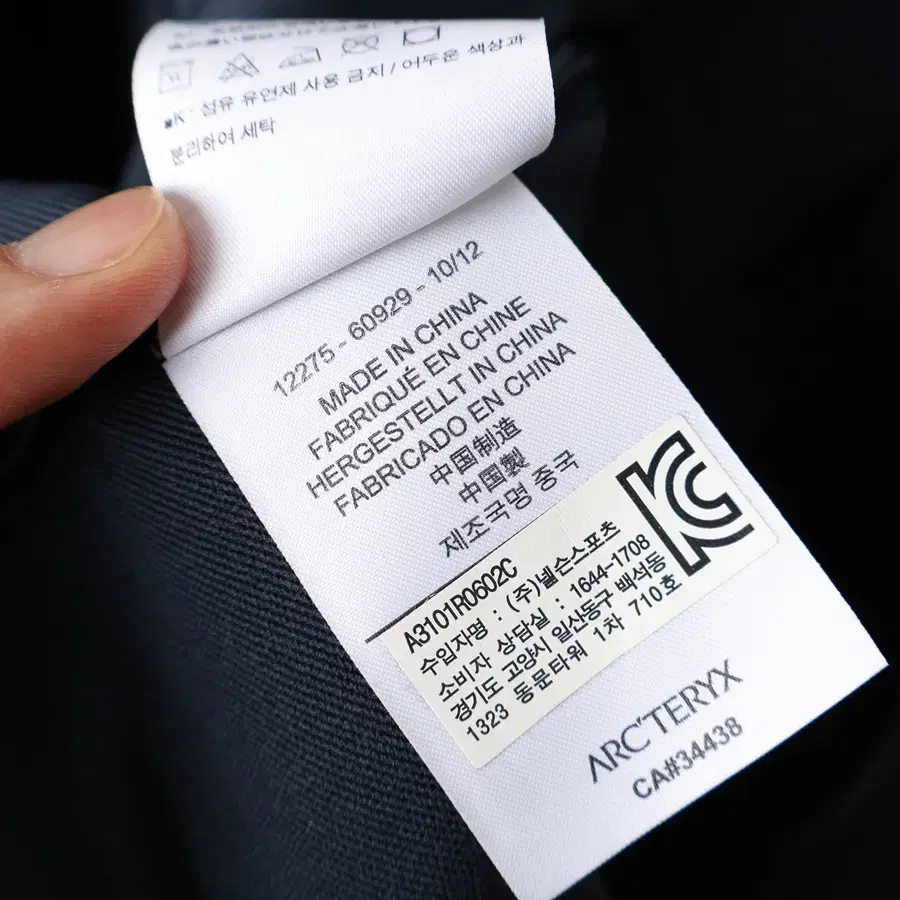 K : 섬유 유연제 사용 금지 / 어두운 색상과
분리하여 세탁
12275 - 60929 - 10/12
MADE IN CHINA
FABRIQUÉ EN CHINE
HERGESTELLT IN CHINA
FABRICADO EN CHINA
中国制造
中国製
제조국명 중국
A3101R0602C
수입자명 : (주)넬슨스포츠
소비자 상담실 : 1644-1708
경기도 고양시 일산동구 백석동
1323 동문타워 1차 710호
ARC'TERYX
CA#34438